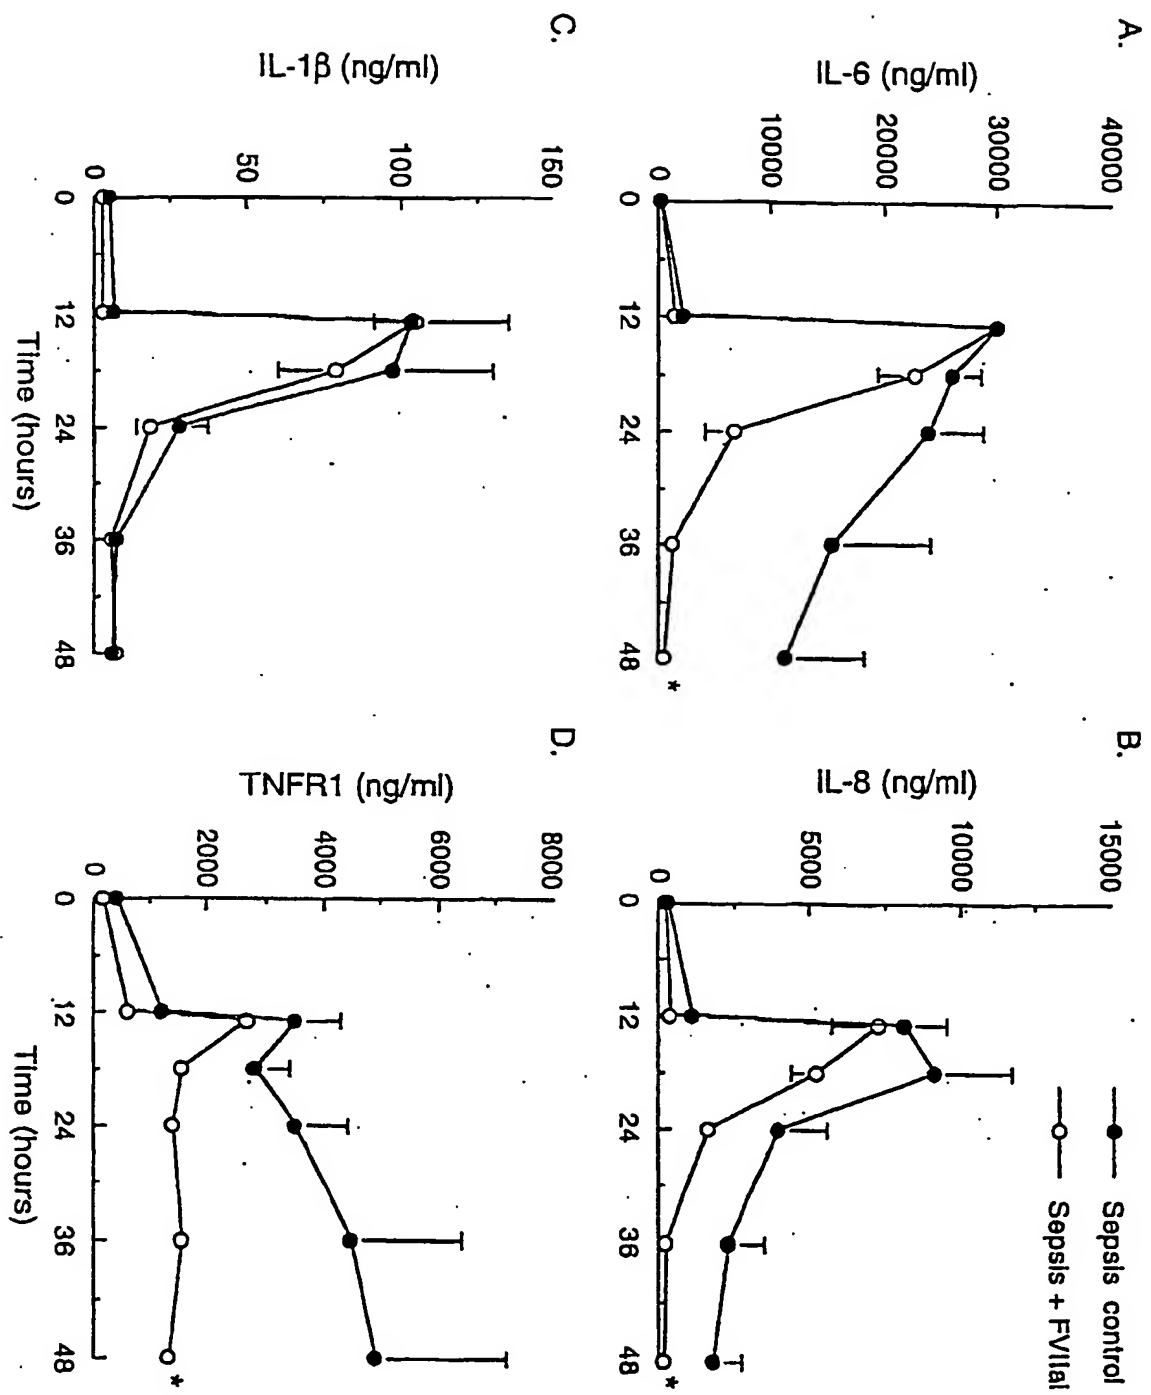 A.
IL-6 (ng/ml)
40000
30000
20000
10000
0
0 12 24 36 48
*
B.
IL-8 (ng/ml)
15000
10000
5000
0
0 12 24 36 48
*
Sepsis control
Sepsis + FVIIai
C.
IL-1β (ng/ml)
150
100
50
0
0 12 24 36 48
Time (hours)
D.
TNFR1 (ng/ml)
8000
6000
4000
2000
0
0 12 24 36 48
*
Time (hours)